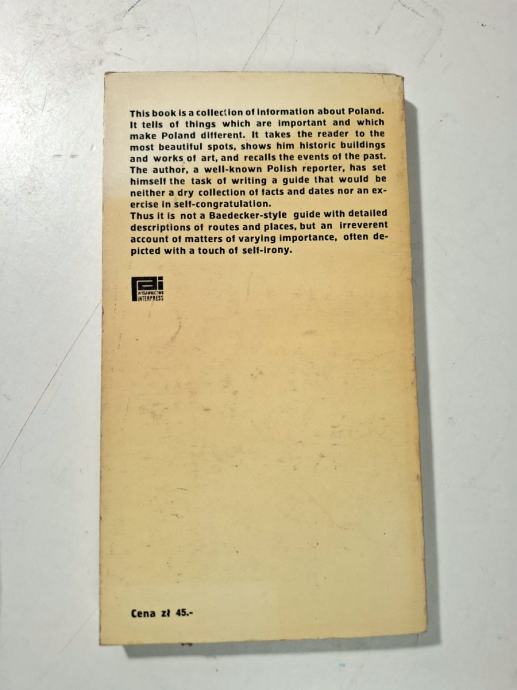 This book is a collection of information about Poland.
It tells of things which are important and which
make Poland different. It takes the reader to the
most beautiful spots, shows him historic buildings
and works of art, and recalls the events of the past.
The author, a well-known Polish reporter, has set
himself the task of writing a guide that would be
neither a dry collection of facts and dates nor an ex-
ercise in self-congratulation.
Thus it is not a Baedecker-style guide with detailed
descriptions of routes and places, but an irreverent
account of matters of varying importance, often de-
picted with a touch of self-irony.
pai
WYDAWNICTWO
INTERPRESS
Cena zł 45.-